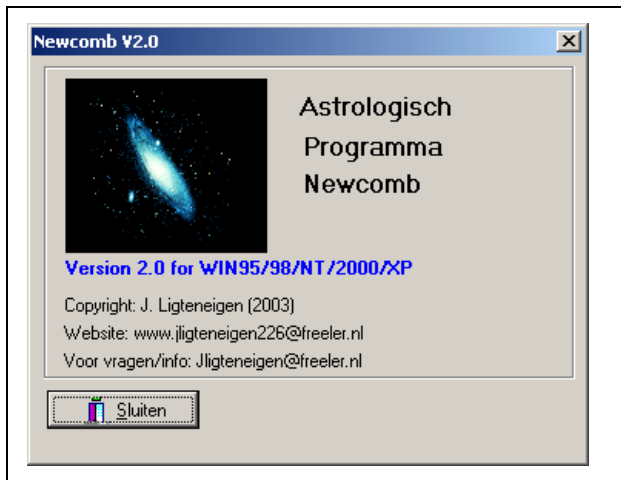 Newcomb V2.0
Astrologisch
Programma
Newcomb
Version 2.0 for WIN95/98/NT/2000/XP
Copyright: J. Ligteneigen (2003)
Website: www.jligteneigen226@freeler.nl
Voor vragen/info: Jligteneigen@freeler.nl
Sluiten